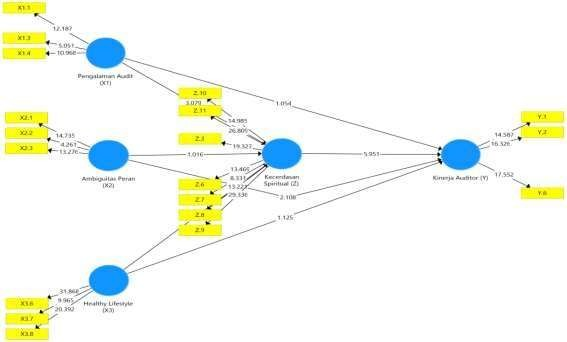 X1.1
12.187
X1.3
5.051
X1.4
10.968
Pengalaman Audit
(X1)
Z.10
3.079
Z.11
14.985
26.805
1.054
X2.1
X2.2
X2.3
14.735
4.261
13.276
Ambiguitas Peran
(X2)
1.016
Z.3
19.327
Kecerdasan
Spiritual (Z)
5.951
Kinerja Auditor (Y)
Y.1
14.587
16.326
17.552
Y.6
Z.6
Z.7
Z.8
Z.9
13.466
8.331
13.221
29.336
2.108
1.125
Healthy Lifestyle
(X3)
X3.6
X3.7
X3.8
31.866
9.965
20.392